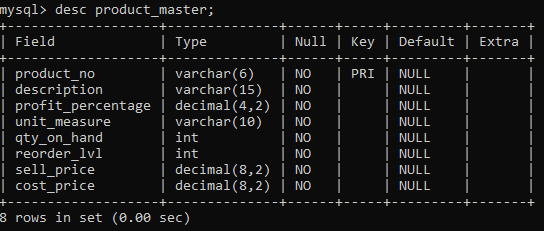 mysql> desc product_master;
+-------------------+--------------+------+-----+---------+-------+
| Field             | Type         | Null | Key | Default | Extra |
+-------------------+--------------+------+-----+---------+-------+
| product_no        | varchar(6)   | NO   | PRI | NULL    |       |
| description       | varchar(15)  | NO   |     | NULL    |       |
| profit_percentage | decimal(4,2) | NO   |     | NULL    |       |
| unit_measure      | varchar(10)  | NO   |     | NULL    |       |
| qty_on_hand       | int          | NO   |     | NULL    |       |
| reorder_lvl       | int          | NO   |     | NULL    |       |
| sell_price        | decimal(8,2) | NO   |     | NULL    |       |
| cost_price        | decimal(8,2) | NO   |     | NULL    |       |
+-------------------+--------------+------+-----+---------+-------+
8 rows in set (0.00 sec)